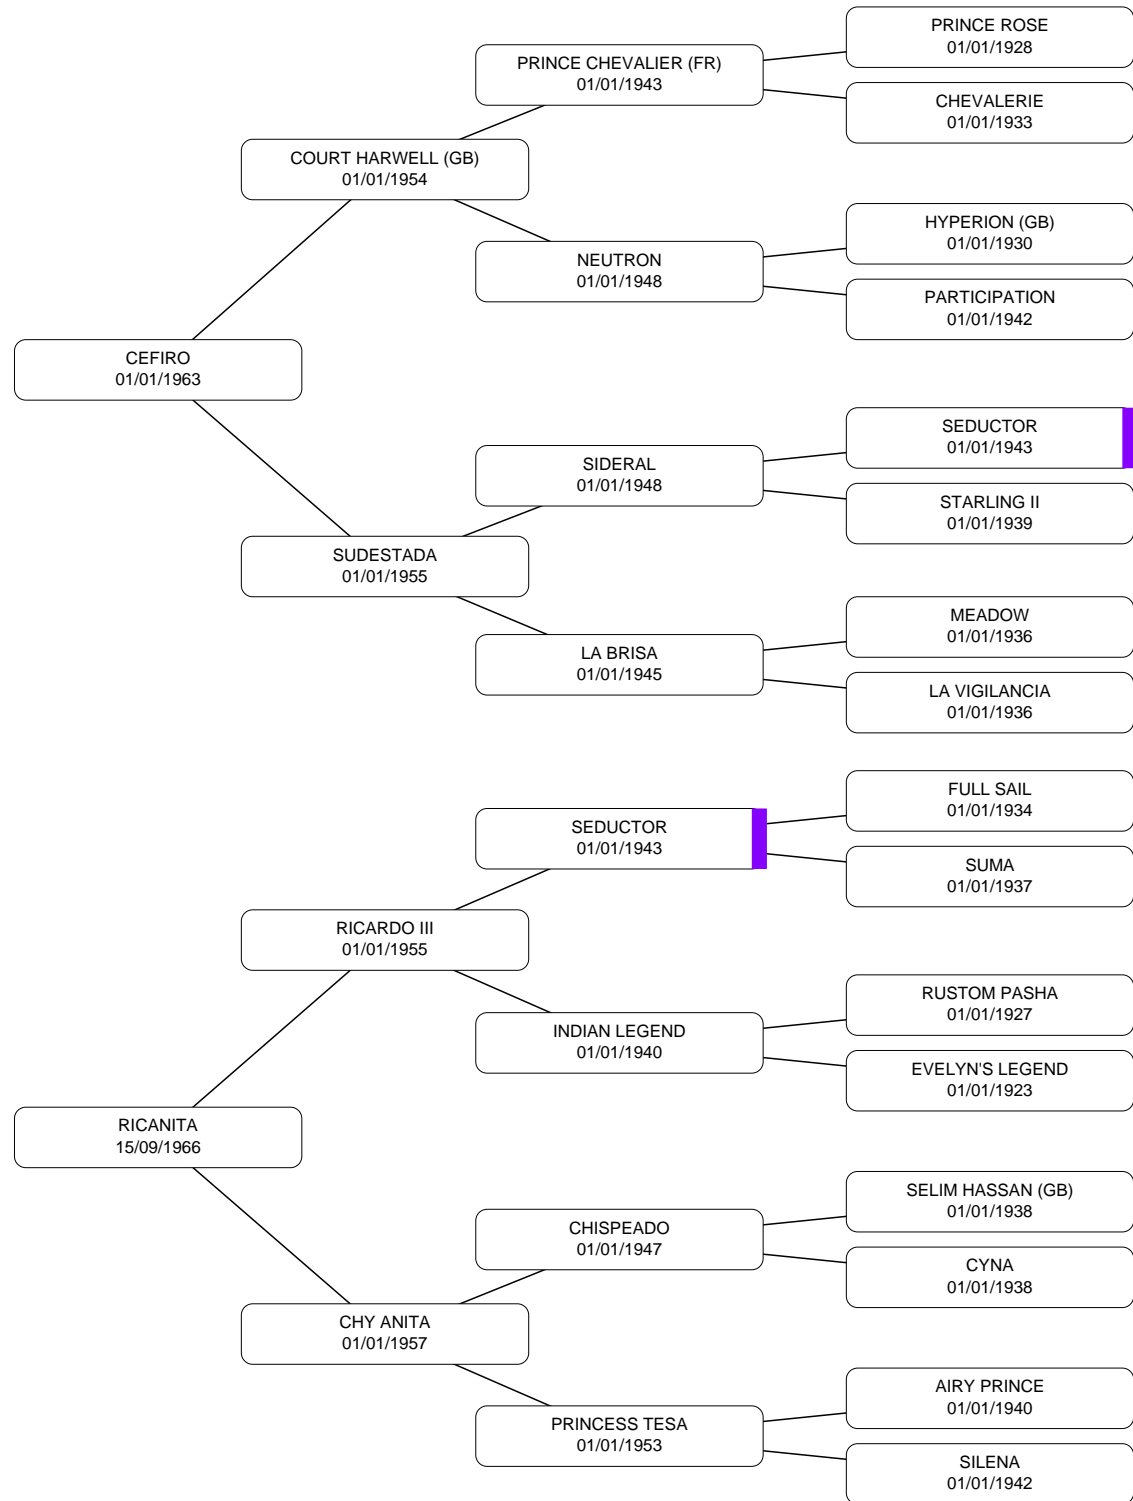 PRINCE ROSE
01/01/1928
PRINCE CHEVALIER (FR)
01/01/1943
CHEVALERIE
01/01/1933
COURT HARWELL (GB)
01/01/1954
HYPERION (GB)
01/01/1930
NEUTRON
01/01/1948
PARTICIPATION
01/01/1942
CEFIRO
01/01/1963
SEDUCTOR
01/01/1943
SIDERAL
01/01/1948
STARLING II
01/01/1939
SUDESTADA
01/01/1955
MEADOW
01/01/1936
LA BRISA
01/01/1945
LA VIGILANCIA
01/01/1936
FULL SAIL
01/01/1934
SEDUCTOR
01/01/1943
SUMA
01/01/1937
RICARDO III
01/01/1955
RUSTOM PASHA
01/01/1927
INDIAN LEGEND
01/01/1940
EVELYN'S LEGEND
01/01/1923
RICANITA
15/09/1966
SELIM HASSAN (GB)
01/01/1938
CHISPEADO
01/01/1947
CYNA
01/01/1938
CHY ANITA
01/01/1957
AIRY PRINCE
01/01/1940
PRINCESS TESA
01/01/1953
SILENA
01/01/1942